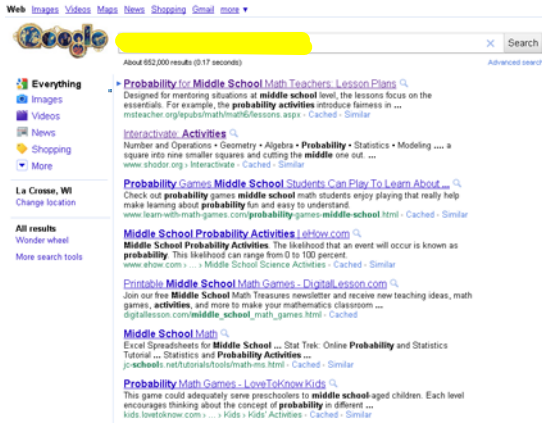 Web Images Videos Maps News Shopping Gmail more ▼
Google
Search
About 652,000 results (0.17 seconds)
Advanced search
Everything
Images
Videos
News
Shopping
More
La Crosse, WI
Change location
All results
Wonder wheel
More search tools
Probability for Middle School Math Teachers: Lesson Plans
Designed for mentoring situations at middle school level, the lessons focus on the
essentials. For example, the probability activities introduce fairness in ...
msteacher.org/epubs/math/math6/lessons.aspx - Cached - Similar
Interactivate: Activities
Number and Operations • Geometry • Algebra • Probability • Statistics • Modeling .... a
square into nine smaller squares and cutting the middle one out. ...
www.shodor.org › Interactivate - Cached - Similar
Probability Games Middle School Students Can Play To Learn About ...
Check out probability games middle school math students enjoy playing that really help
make learning about probability fun and easy to understand.
www.learn-with-math-games.com/probability-games-middle-school.html - Cached - Similar
Middle School Probability Activities | eHow.com
Middle School Probability Activities. The likelihood that an event will occur is known as
probability. This likelihood can range from 0 to 100 percent.
www.ehow.com › ... › Middle School Science Activities - Cached - Similar
Printable Middle School Math Games - DigitalLesson.com
Join our free Middle School Math Treasures newsletter and receive new teaching ideas, math
games, activities, and more to make your mathematics classroom ...
digitallesson.com/middle_school_math_games.html - Cached
Middle School Math
Excel Spreadsheets for Middle School ... Stat Trek: Online Probability and Statistics
Tutorial ... Statistics and Probability Activities ...
jc-schools.net/tutorials/tools/math-ms.html - Cached - Similar
Probability Math Games - LoveToKnow Kids
This game could adequately serve preschoolers to middle school-aged children. Each level
encourages thinking about the concept of probability in different ...
kids.lovetoknow.com › ... › Kids › Kids' Activities - Cached - Similar